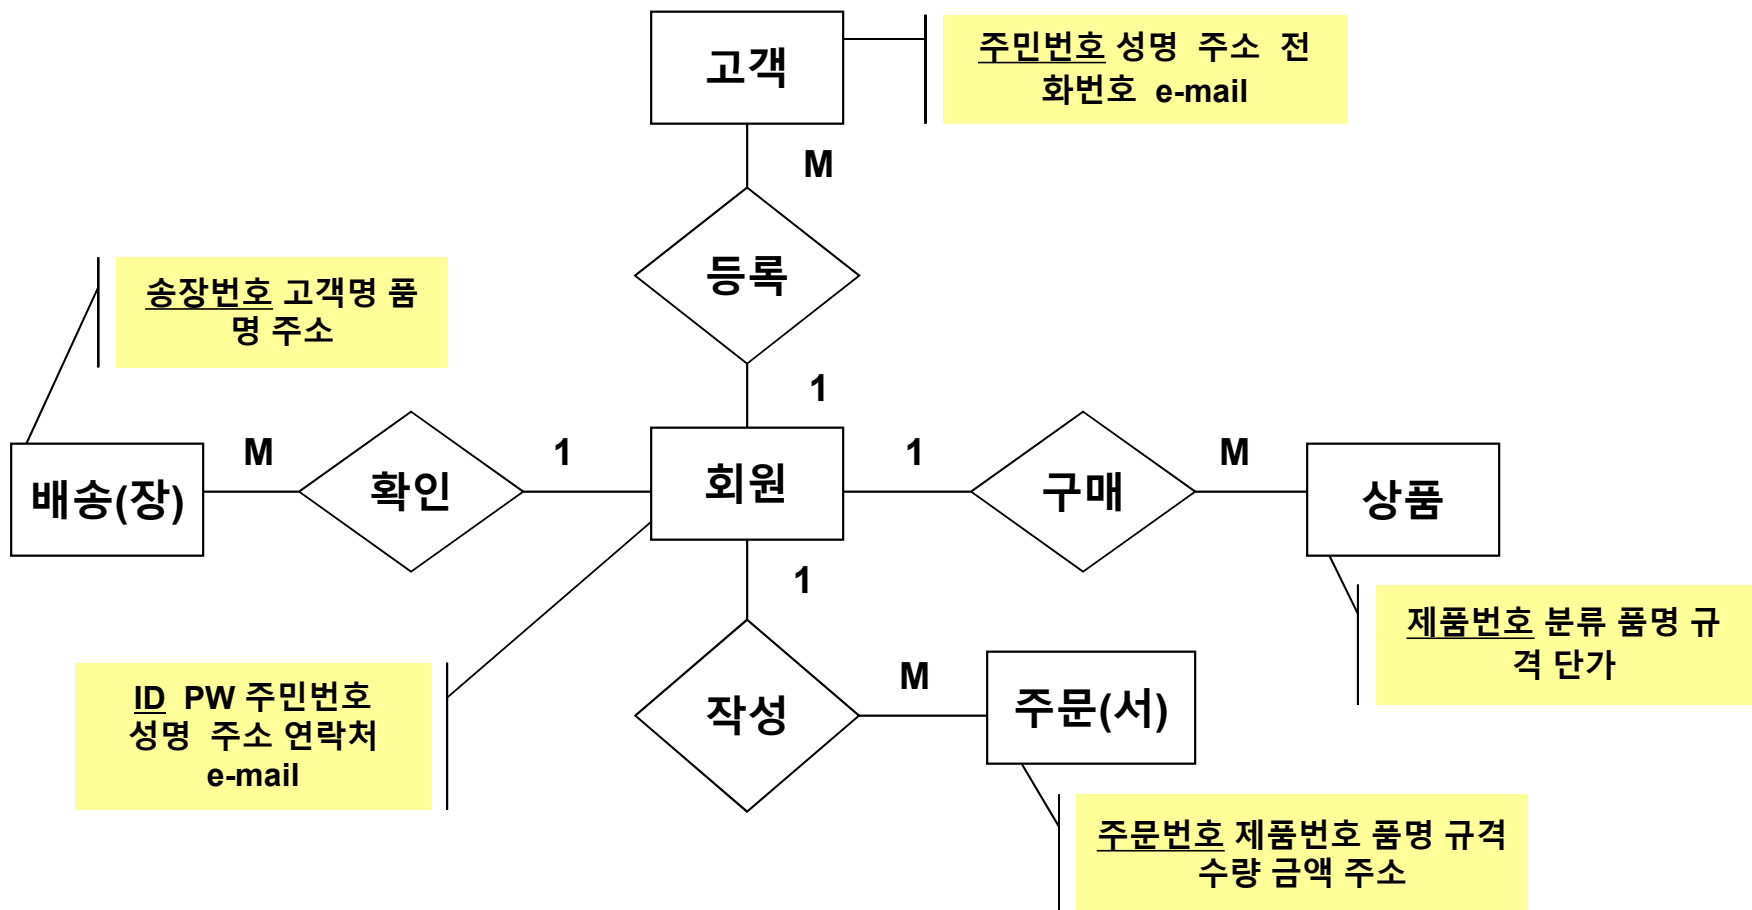 고객
주민번호 성명 주소 전
화번호 e-mail
M
등록
송장번호 고객명 품
명 주소
1
배송(장)
M
확인
1
회원
1
구매
M
상품
1
제품번호 분류 품명 규
격 단가
ID PW 주민번호
성명 주소 연락처
e-mail
작성
M
주문(서)
주문번호 제품번호 품명 규격
수량 금액 주소